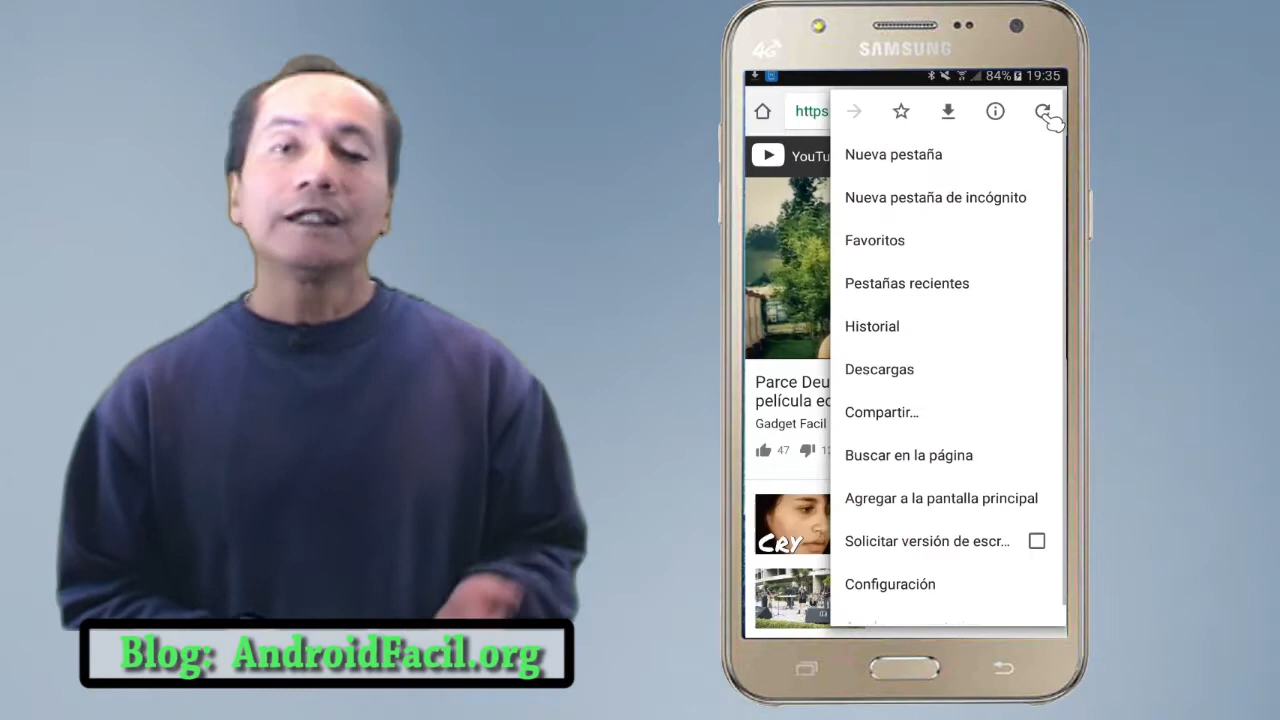 4G
SAMSUNG
84% 19:35
https
YouTu
Nueva pestaña
Nueva pestaña de incógnito
Favoritos
Pestañas recientes
Historial
Descargas
Compartir...
Buscar en la página
Agregar a la pantalla principal
Solicitar versión de escr...
Configuración
Parce Deu
película ec
Gadget Facil
47 12
CRY
Blog: AndroidFacil.org